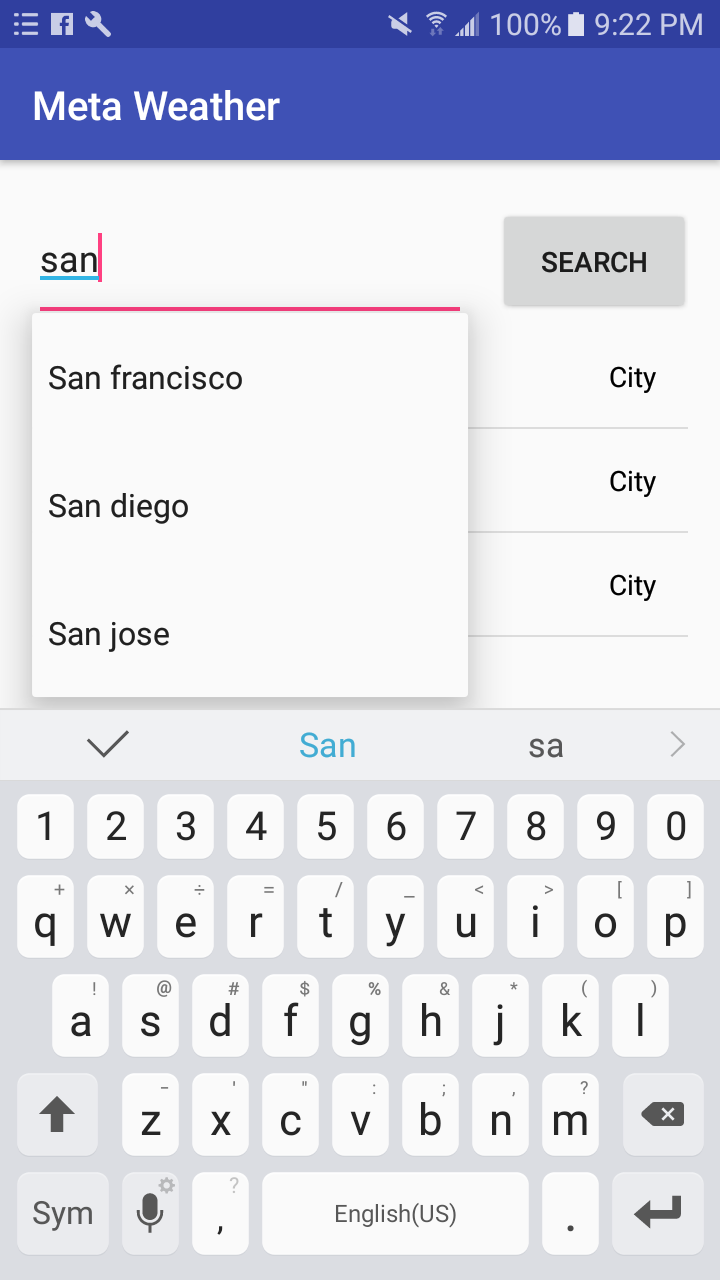 100% 9:22 PM
Meta Weather
san SEARCH
San francisco City
San diego City
San jose City
San sa
1 2 3 4 5 6 7 8 9 0
+ × ÷ = / _ < > [ ]
q w e r t y u i o p
! @ # $ % & * ( )
a s d f g h j k l
- ' " : ; , ?
z x c v b n m
Sym , ? English(US) .